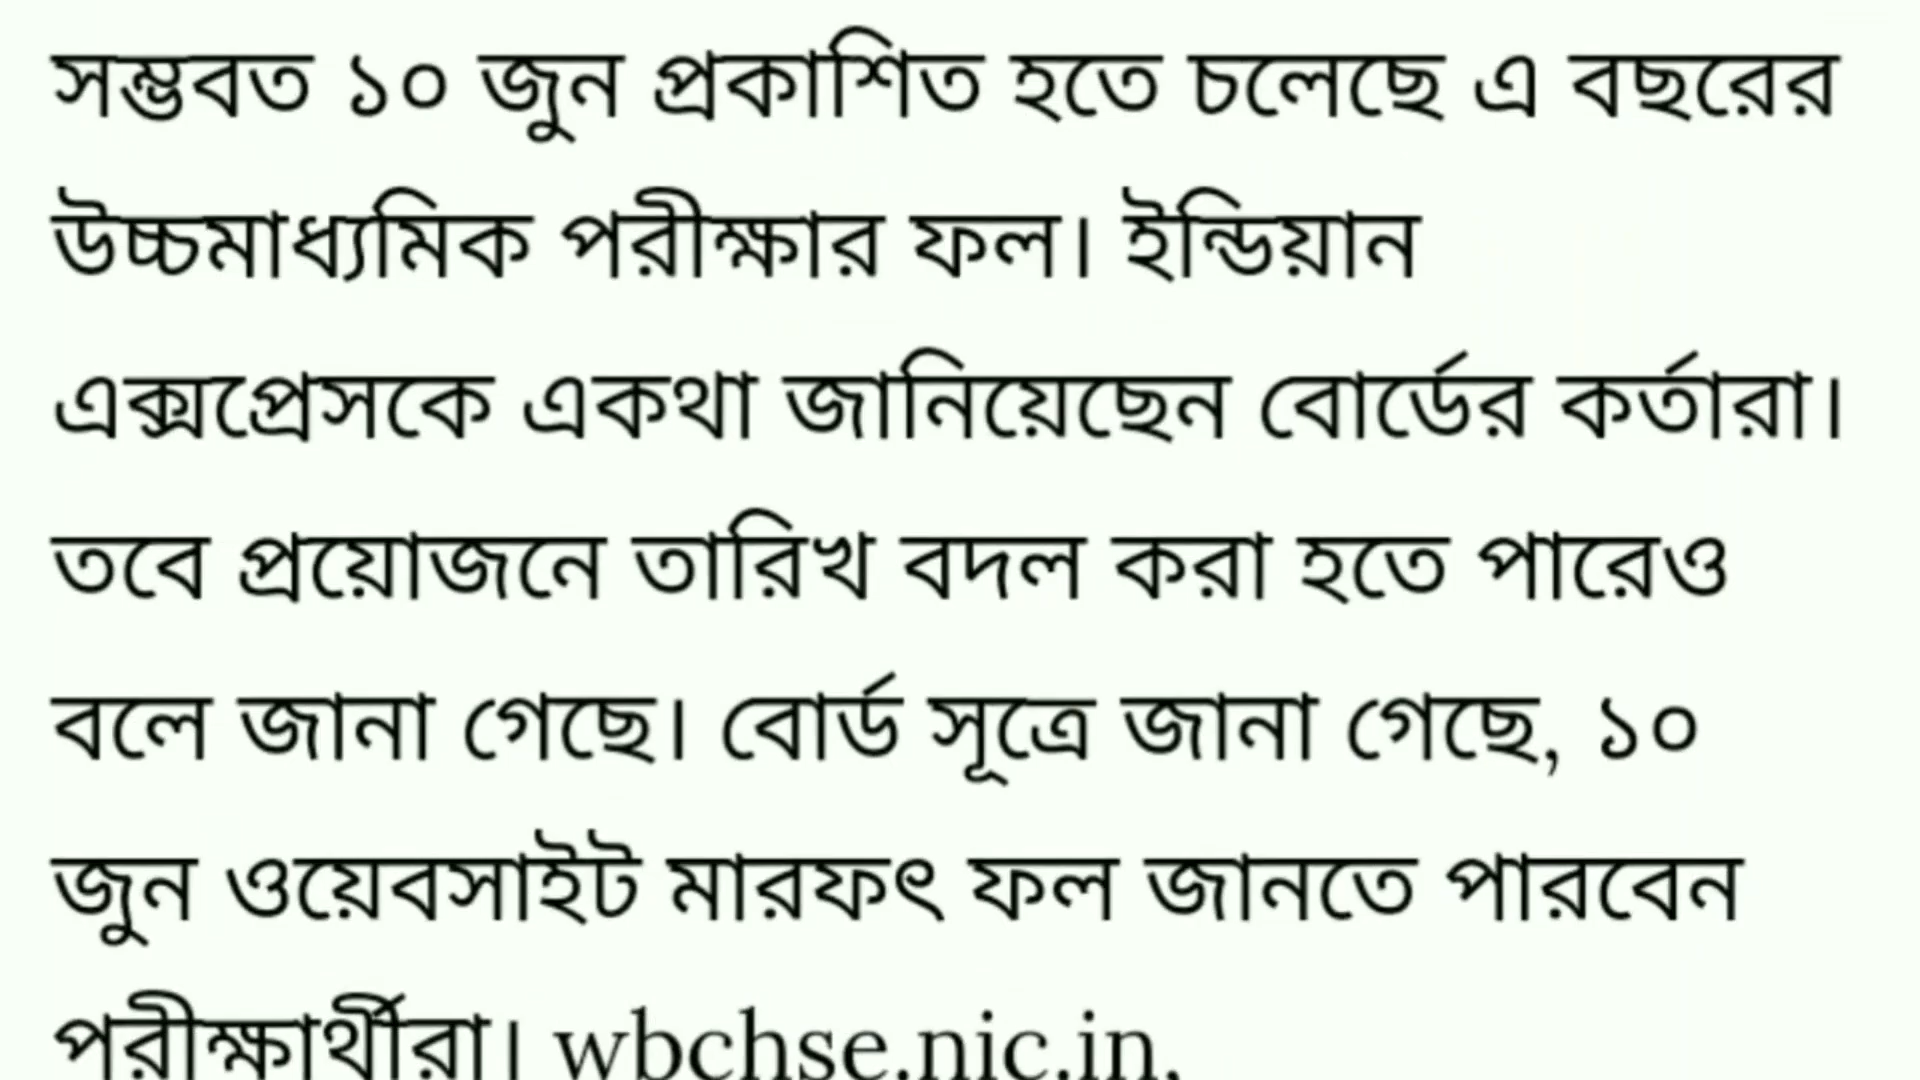 সম্ভবত ১০ জুন প্রকাশিত হতে চলেছে এ বছরের
উচ্চমাধ্যমিক পরীক্ষার ফল। ইন্ডিয়ান
এক্সপ্রেসকে একথা জানিয়েছেন বোর্ডের কর্তারা।
তবে প্রয়োজনে তারিখ বদল করা হতে পারেও
বলে জানা গেছে। বোর্ড সূত্রে জানা গেছে, ১০
জুন ওয়েবসাইট মারফৎ ফল জানতে পারবেন
পরীক্ষার্থীরা। wbchse.nic.in,